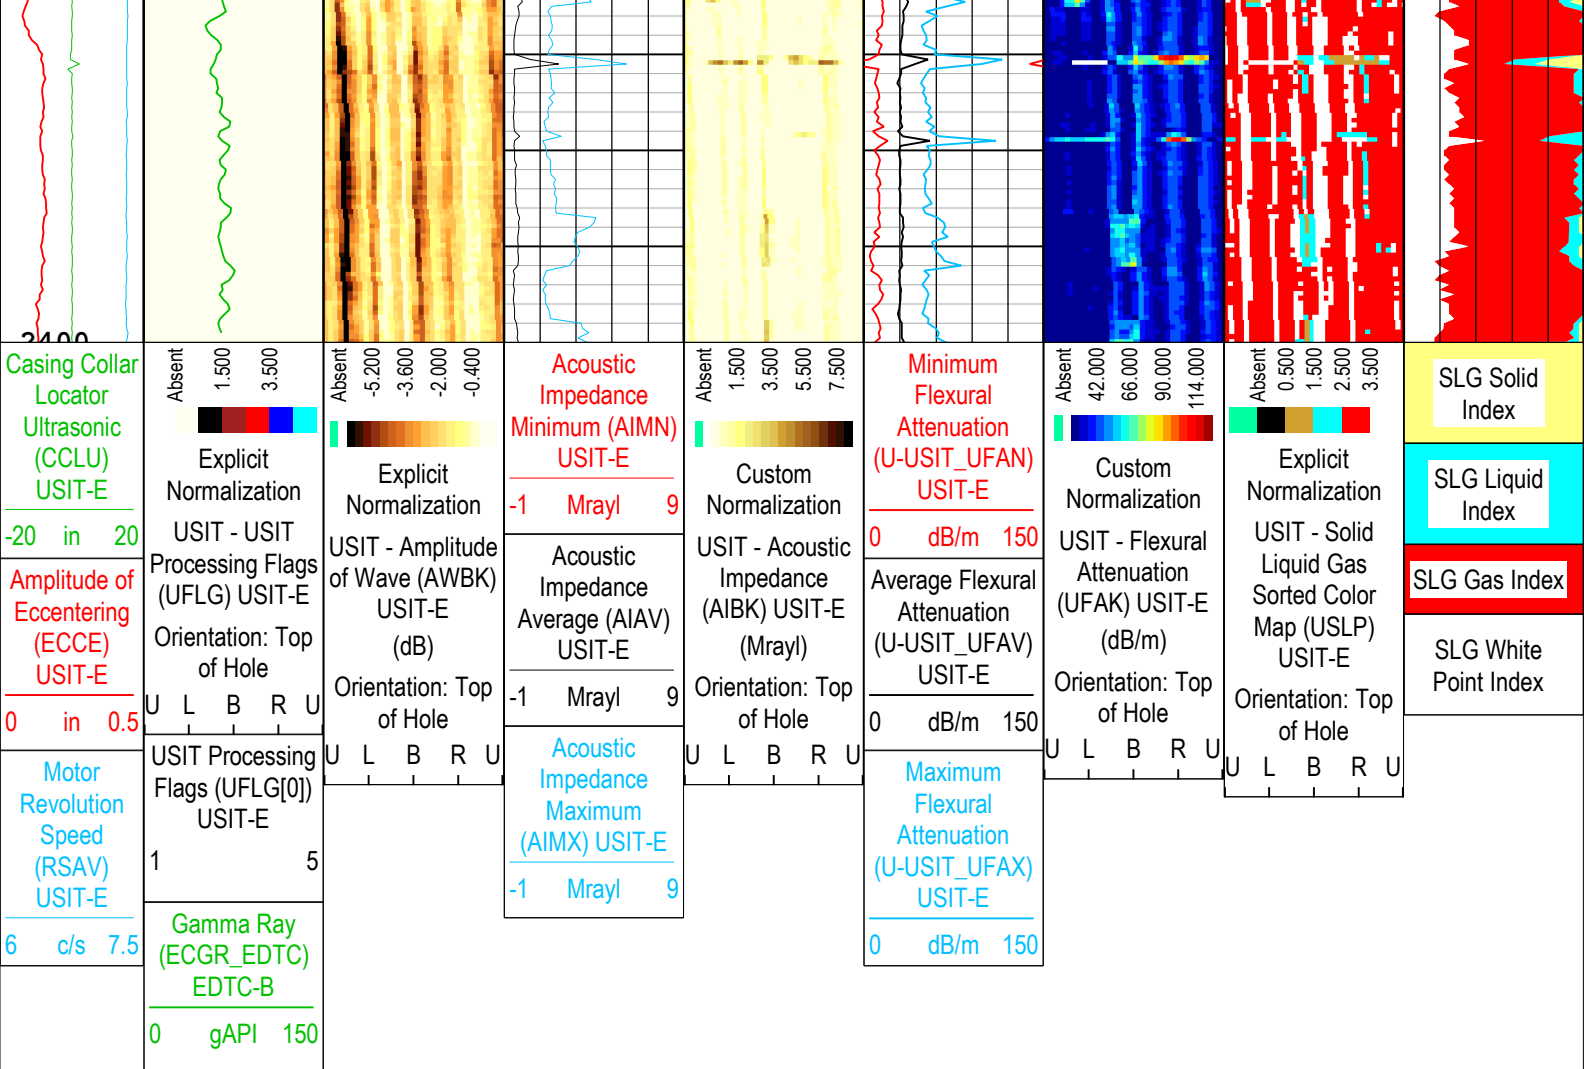 2400
Casing Collar
Locator
Ultrasonic
(CCLU)
USIT-E
-20 in 20
Amplitude of
Eccentering
(ECCE)
USIT-E
0 in 0.5
Motor
Revolution
Speed
(RSAV)
USIT-E
6 c/s 7.5
Absent 1.500 3.500
Explicit
Normalization
USIT - USIT
Processing Flags
(UFLG) USIT-E
Orientation: Top
of Hole
U L B R U
USIT Processing
Flags (UFLG[0])
USIT-E
1 5
Gamma Ray
(ECGR_EDTC)
EDTC-B
0 gAPI 150
Absent -5.200 -3.600 -2.000 -0.400
Explicit
Normalization
USIT - Amplitude
of Wave (AWBK)
USIT-E
(dB)
Orientation: Top
of Hole
U L B R U
Acoustic
Impedance
Minimum (AIMN)
USIT-E
-1 Mrayl 9
Acoustic
Impedance
Average (AIAV)
USIT-E
-1 Mrayl 9
Acoustic
Impedance
Maximum
(AIMX) USIT-E
-1 Mrayl 9
Absent 1.500 3.500 5.500 7.500
Custom
Normalization
USIT - Acoustic
Impedance
(AIBK) USIT-E
(Mrayl)
Orientation: Top
of Hole
U L B R U
Minimum
Flexural
Attenuation
(U-USIT_UFAN)
USIT-E
0 dB/m 150
Average Flexural
Attenuation
(U-USIT_UFAV)
USIT-E
0 dB/m 150
Maximum
Flexural
Attenuation
(U-USIT_UFAX)
USIT-E
0 dB/m 150
Absent 42.000 66.000 90.000 114.000
Custom
Normalization
USIT - Flexural
Attenuation
(UFAK) USIT-E
(dB/m)
Orientation: Top
of Hole
U L B R U
Absent 0.500 1.500 2.500 3.500
Explicit
Normalization
USIT - Solid
Liquid Gas
Sorted Color
Map (USLP)
USIT-E
Orientation: Top
of Hole
U L B R U
SLG Solid
Index
SLG Liquid
Index
SLG Gas Index
SLG White
Point Index